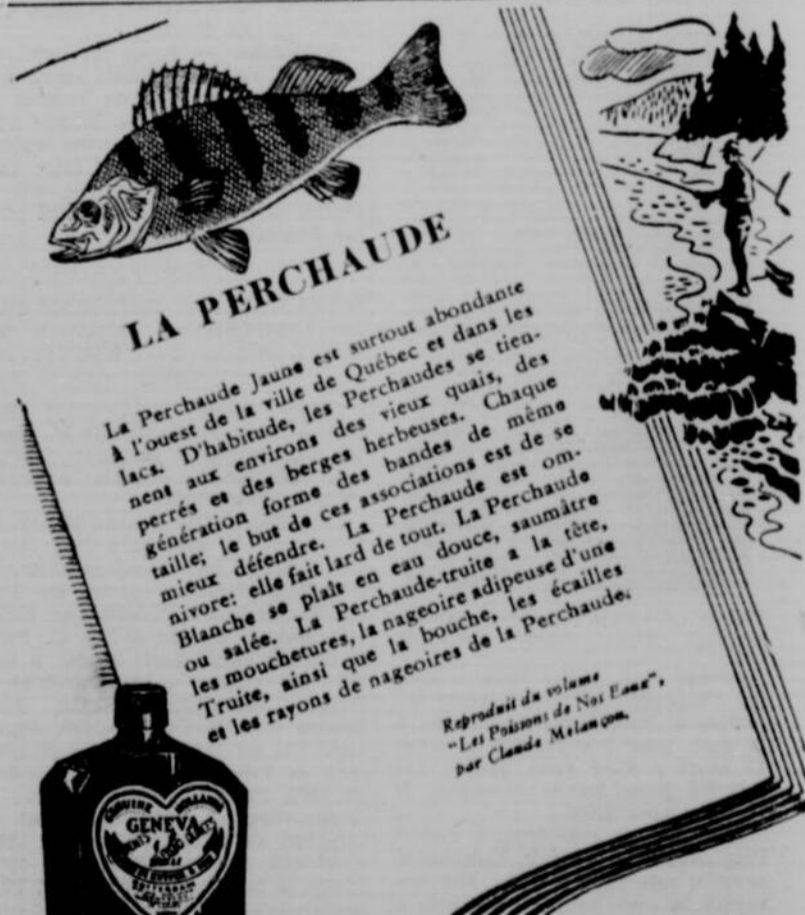 LA PERCHAUDE
La Perchaude Jaune est surtout abondante
à l'ouest de la ville de Québec et dans les
lacs. D'habitude, les Perchaudes se tien-
nent aux environs des vieux quais, des
perrés et des berges herbeuses. Chaque
génération forme des bandes de même
taille; le but de ces associations est de se
mieux défendre. La Perchaude est om-
nivore: elle fait lard de tout. La Perchaude
Blanche se plaît en eau douce, saumâtre
ou salée. La Perchaude-truite a la tête,
les mouchetures, la nageoire adipeuse d'une
Truite, ainsi que la bouche, les écailles
et les rayons de nageoires de la Perchaude.
Reproduit du volume
"Les Poissons de Nos Eaux",
par Claude Melançon.
GENUINE HOLLANDS
GENEVA